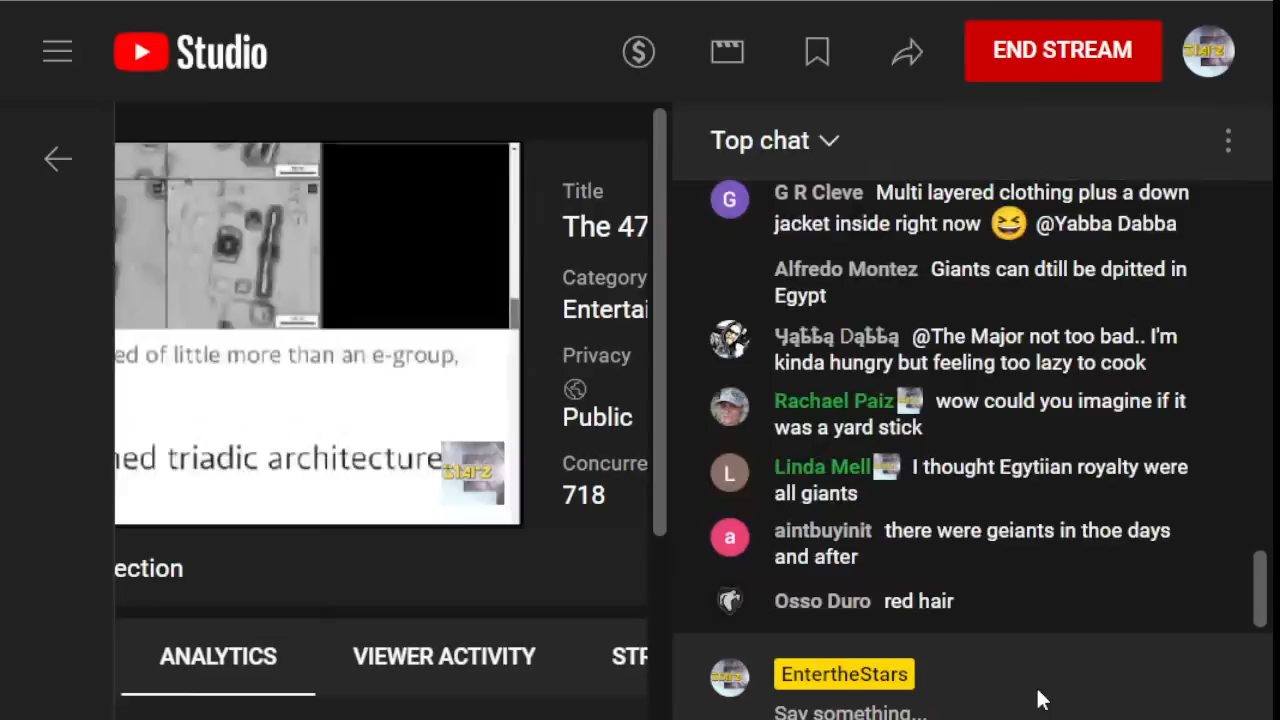 Studio
END STREAM
Top chat
Title
The 47
Category
Entertai
Privacy
Public
Concurre
718
ed of little more than an e-group,
ned triadic architecture
starz
ection
ANALYTICS
VIEWER ACTIVITY
STR
G
G R Cleve Multi layered clothing plus a down
jacket inside right now 😆 @Yabba Dabba
Alfredo Montez Giants can dtill be dpitted in
Egypt
Yabba Dabba @The Major not too bad.. I'm
kinda hungry but feeling too lazy to cook
Rachael Paiz wow could you imagine if it
was a yard stick
L
Linda Mell I thought Egytiian royalty were
all giants
a
aintbuyinit there were geiants in thoe days
and after
Osso Duro red hair
EntertheStars
Say something...